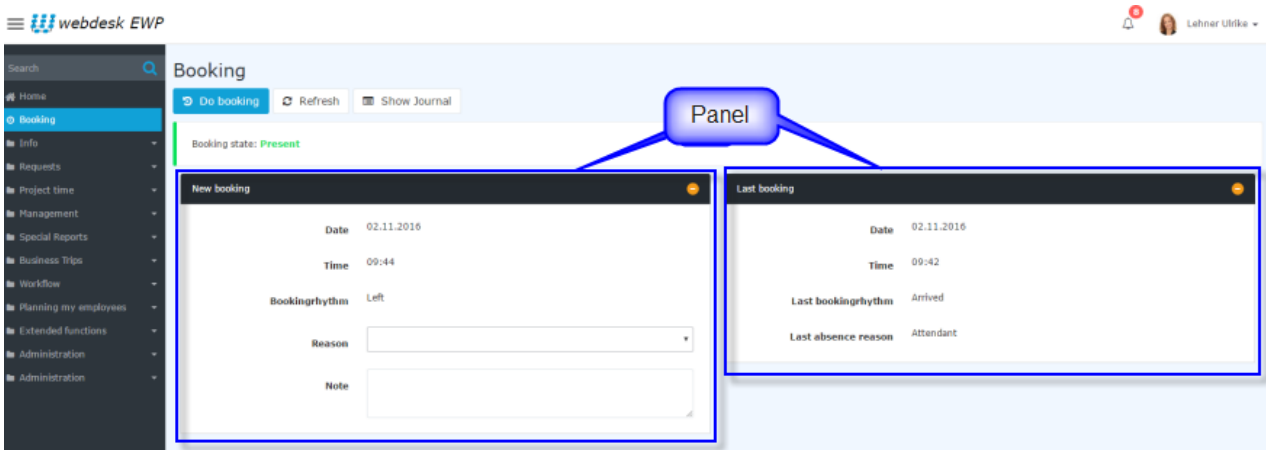 webdesk EWP
8
Lehner Ulrike
Search
Home
Booking
Info
Requests
Project time
Management
Special Reports
Business Trips
Workflow
Planning my employees
Extended functions
Administration
Administration
Booking
Do booking
Refresh
Show Journal
Panel
Booking state: Present
New booking
Date 02.11.2016
Time 09:44
Bookingrhythm Left
Reason
Note
Last booking
Date 02.11.2016
Time 09:42
Last bookingrhythm Arrived
Last absence reason Attendant